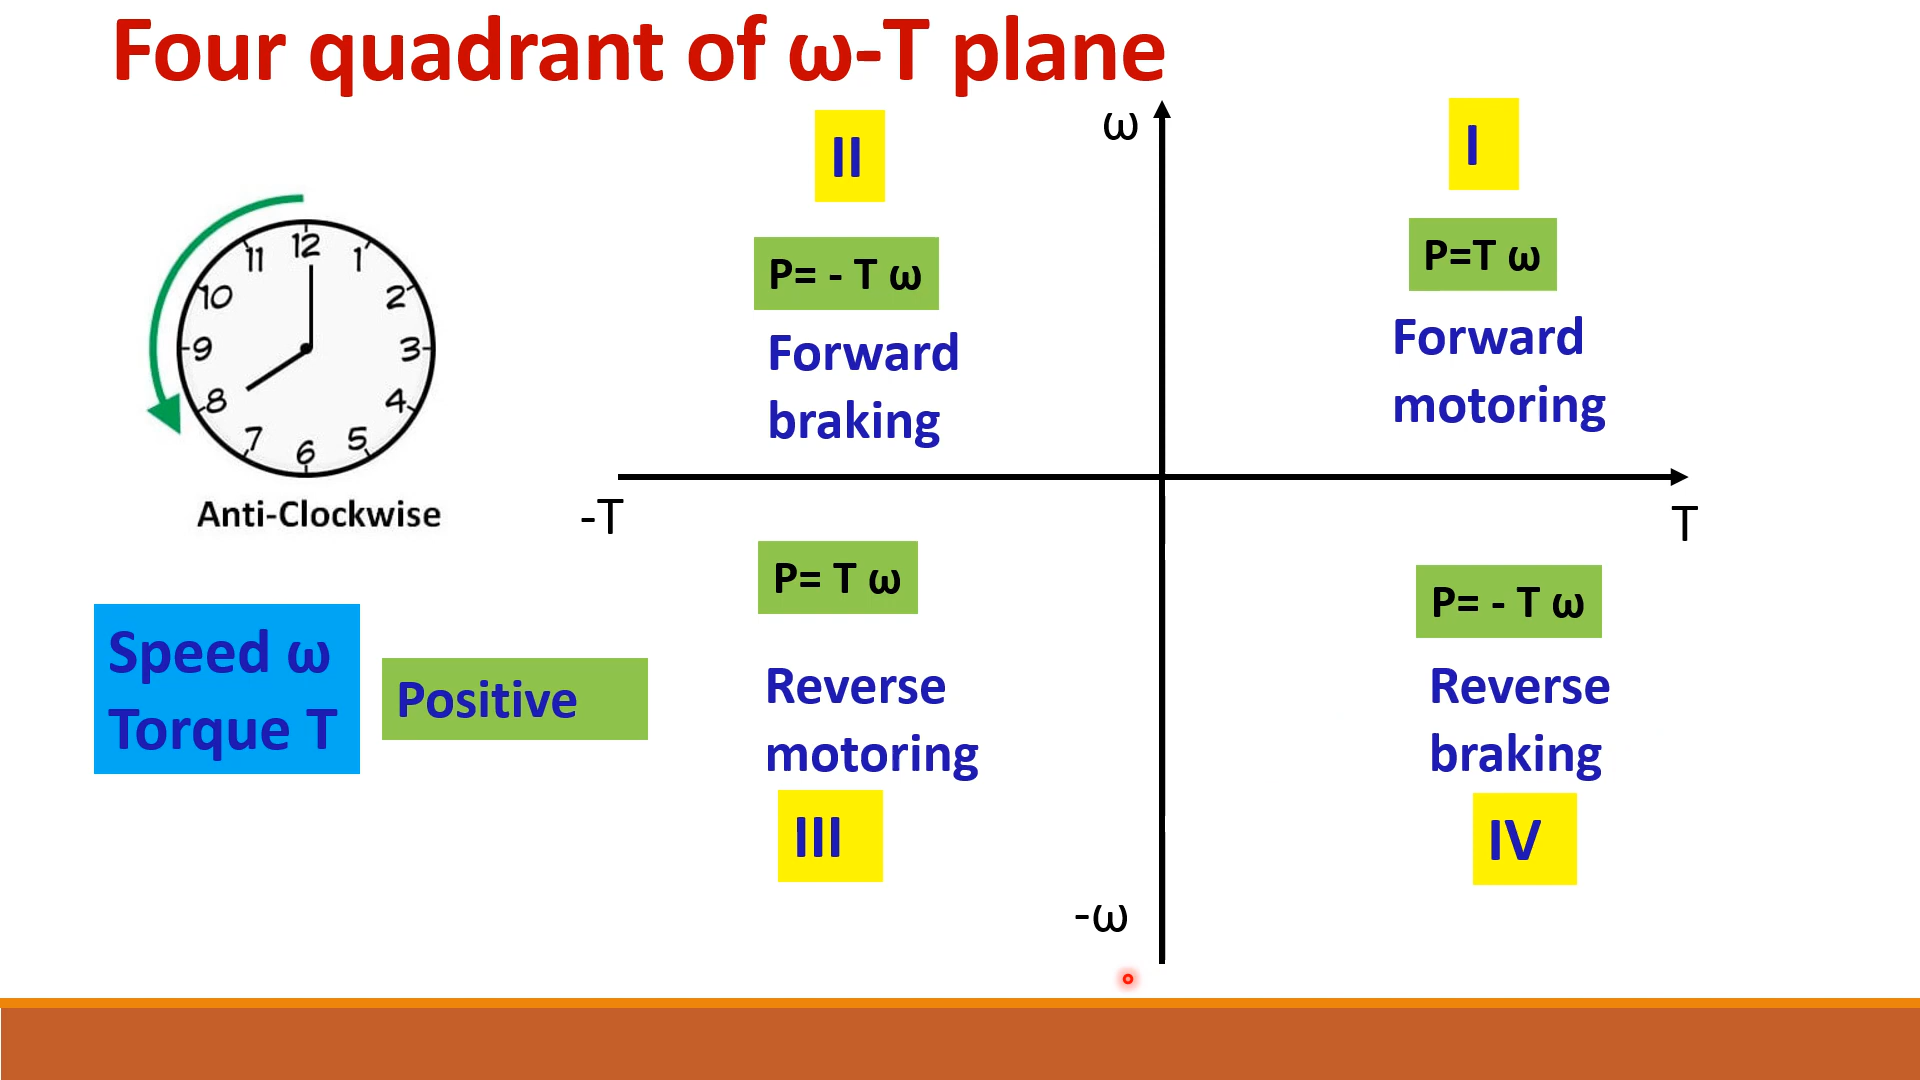 Four quadrant of ω-T plane
ω
II
I
P= - T ω
P=T ω
Forward
braking
Forward
motoring
12
1
2
3
4
5
6
7
8
9
10
11
Anti-Clockwise
-T
T
P= T ω
P= - T ω
Speed ω
Torque T
Positive
Reverse
motoring
Reverse
braking
III
IV
-ω